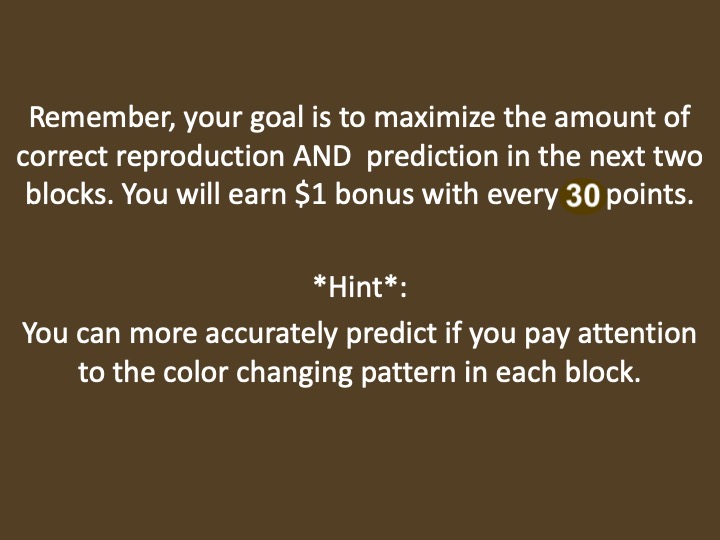 Remember, your goal is to maximize the amount of
correct reproduction AND  prediction in the next two
blocks. You will earn $1 bonus with every 30 points.
*Hint*:
You can more accurately predict if you pay attention
to the color changing pattern in each block.